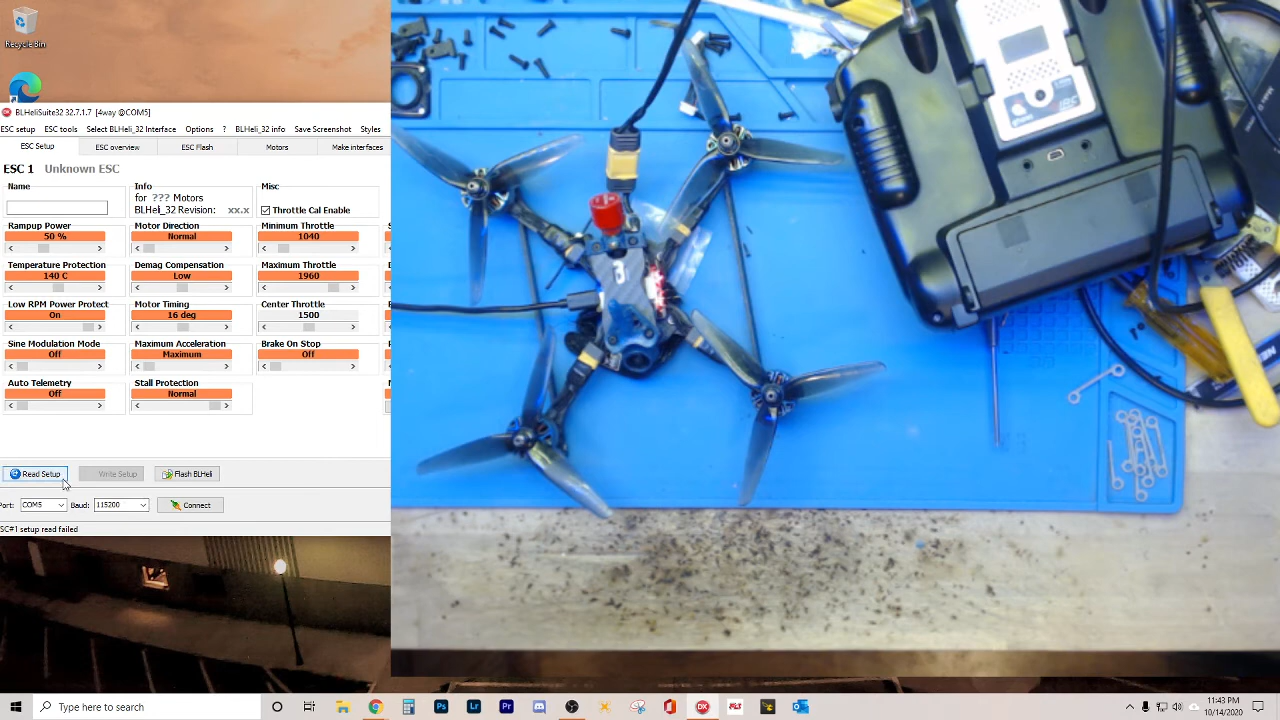 Recycle Bin
BLHeliSuite32 32.7.1.7 [4way @COM5]
ESC setup ESC tools Select BLHELI_32 Interface Options ? BLHeli_32 info Save Screenshot Styles
ESC Setup ESC overview ESC Flash Motors Make interfaces
ESC 1 Unknown ESC
Name Info Misc
for ??? Motors
BLHeli_32 Revision: xx.x Throttle Cal Enable
Rampup Power Motor Direction Minimum Throttle
50 % Normal 1040
Temperature Protection Demag Compensation Maximum Throttle
140 C Low 1960
Low RPM Power Protect Motor Timing Center Throttle
On 16 deg 1500
Sine Modulation Mode Maximum Acceleration Brake On Stop
Off Maximum Off
Auto Telemetry Stall Protection
Off Normal
Read Setup Write Setup Flash BLHeli
Port: COM5 Baud: 115200 Connect
SC#1 setup read failed
Type here to search
Ps Lr Pr DX
11:43 PM
10/14/2020